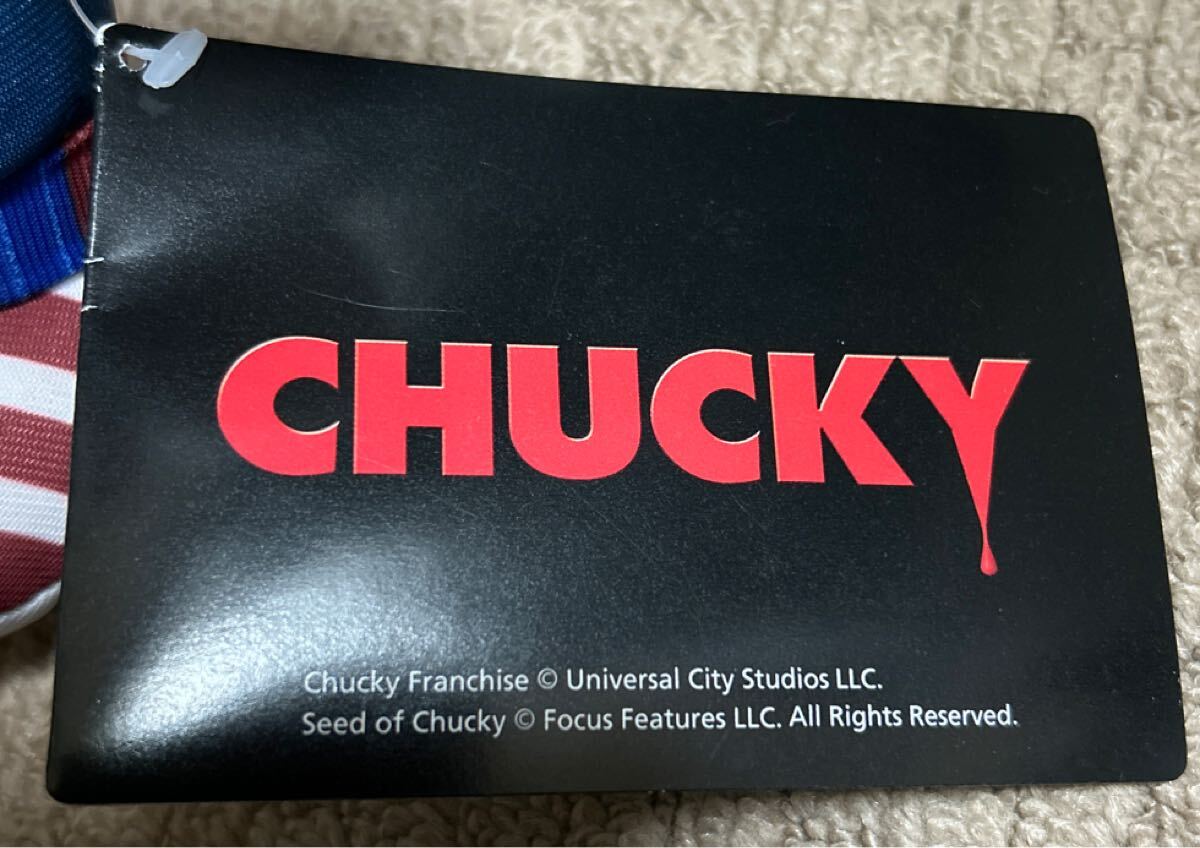 CHUCKY
Chucky Franchise © Universal City Studios LLC.
Seed of Chucky © Focus Features LLC. All Rights Reserved.